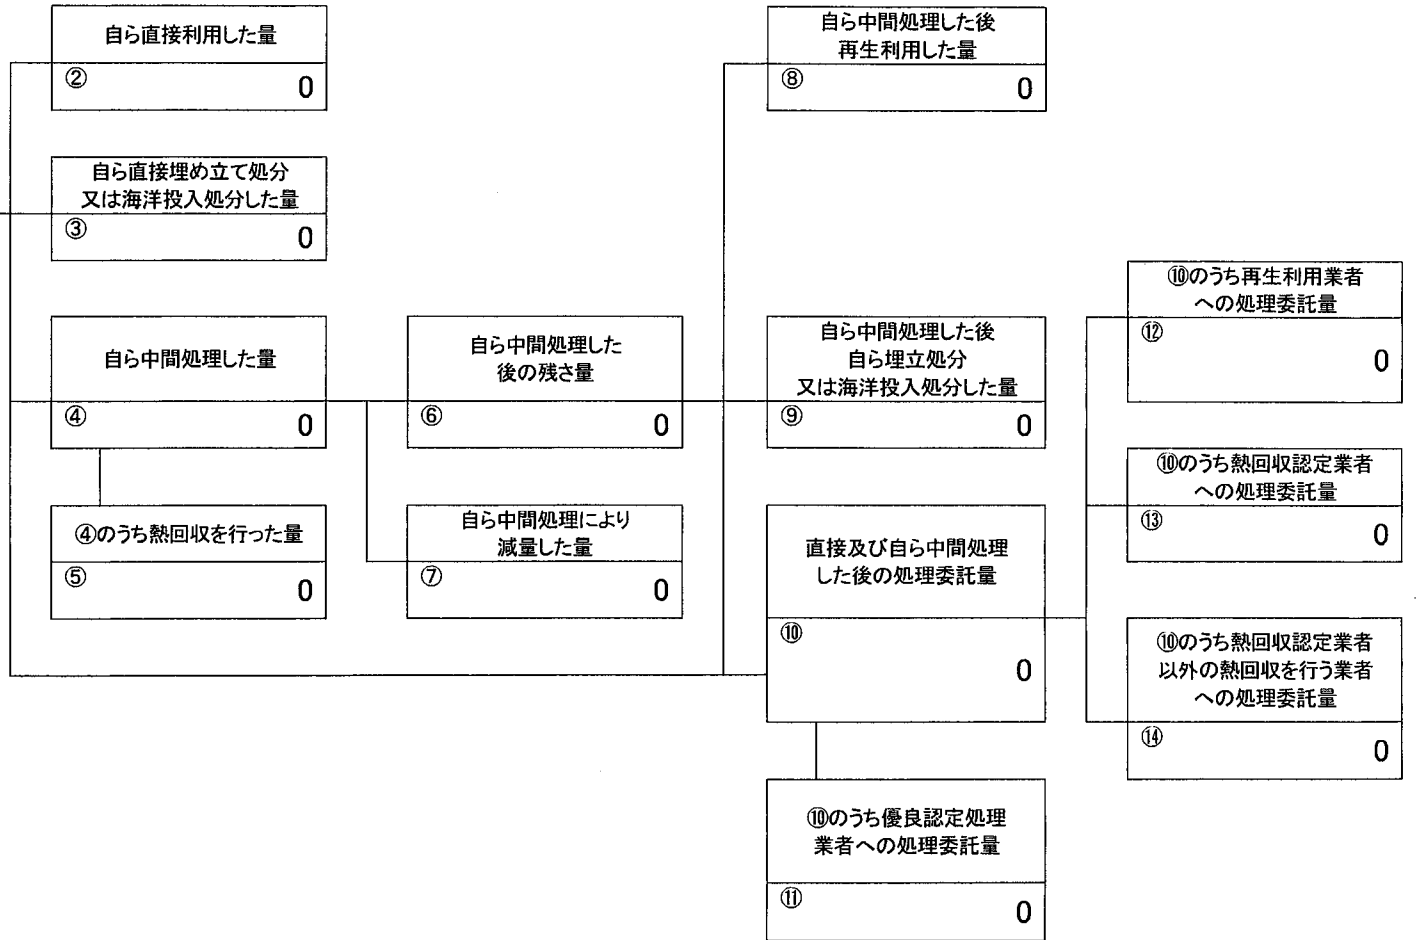 自ら直接利用した量
②
0
自ら直接埋め立て処分
又は海洋投入処分した量
③
0
自ら中間処理した量
④
0
④のうち熱回収を行った量
⑤
0
自ら中間処理した
後の残さ量
⑥
0
自ら中間処理により
減量した量
⑦
0
自ら中間処理した後
再生利用した量
⑧
0
自ら中間処理した後
自ら埋立処分
又は海洋投入処分した量
⑨
0
直接及び自ら中間処理
した後の処理委託量
⑩
0
⑩のうち優良認定処理
業者への処理委託量
⑪
0
⑩のうち再生利用業者
への処理委託量
⑫
0
⑩のうち熱回収認定業者
への処理委託量
⑬
0
⑩のうち熱回収認定業者
以外の熱回収を行う業者
への処理委託量
⑭
0